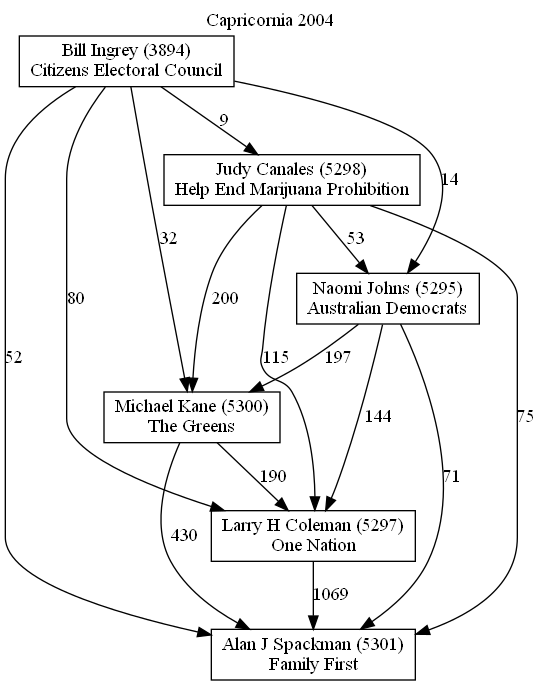 Capricornia 2004
Bill Ingrey (3894)
Citizens Electoral Council
9
Judy Canales (5298)
Help End Marijuana Prohibition
14
32
200
53
Naomi Johns (5295)
Australian Democrats
80
52
115
197
Michael Kane (5300)
The Greens
144
75
190
71
Larry H Coleman (5297)
One Nation
430
1069
Alan J Spackman (5301)
Family First